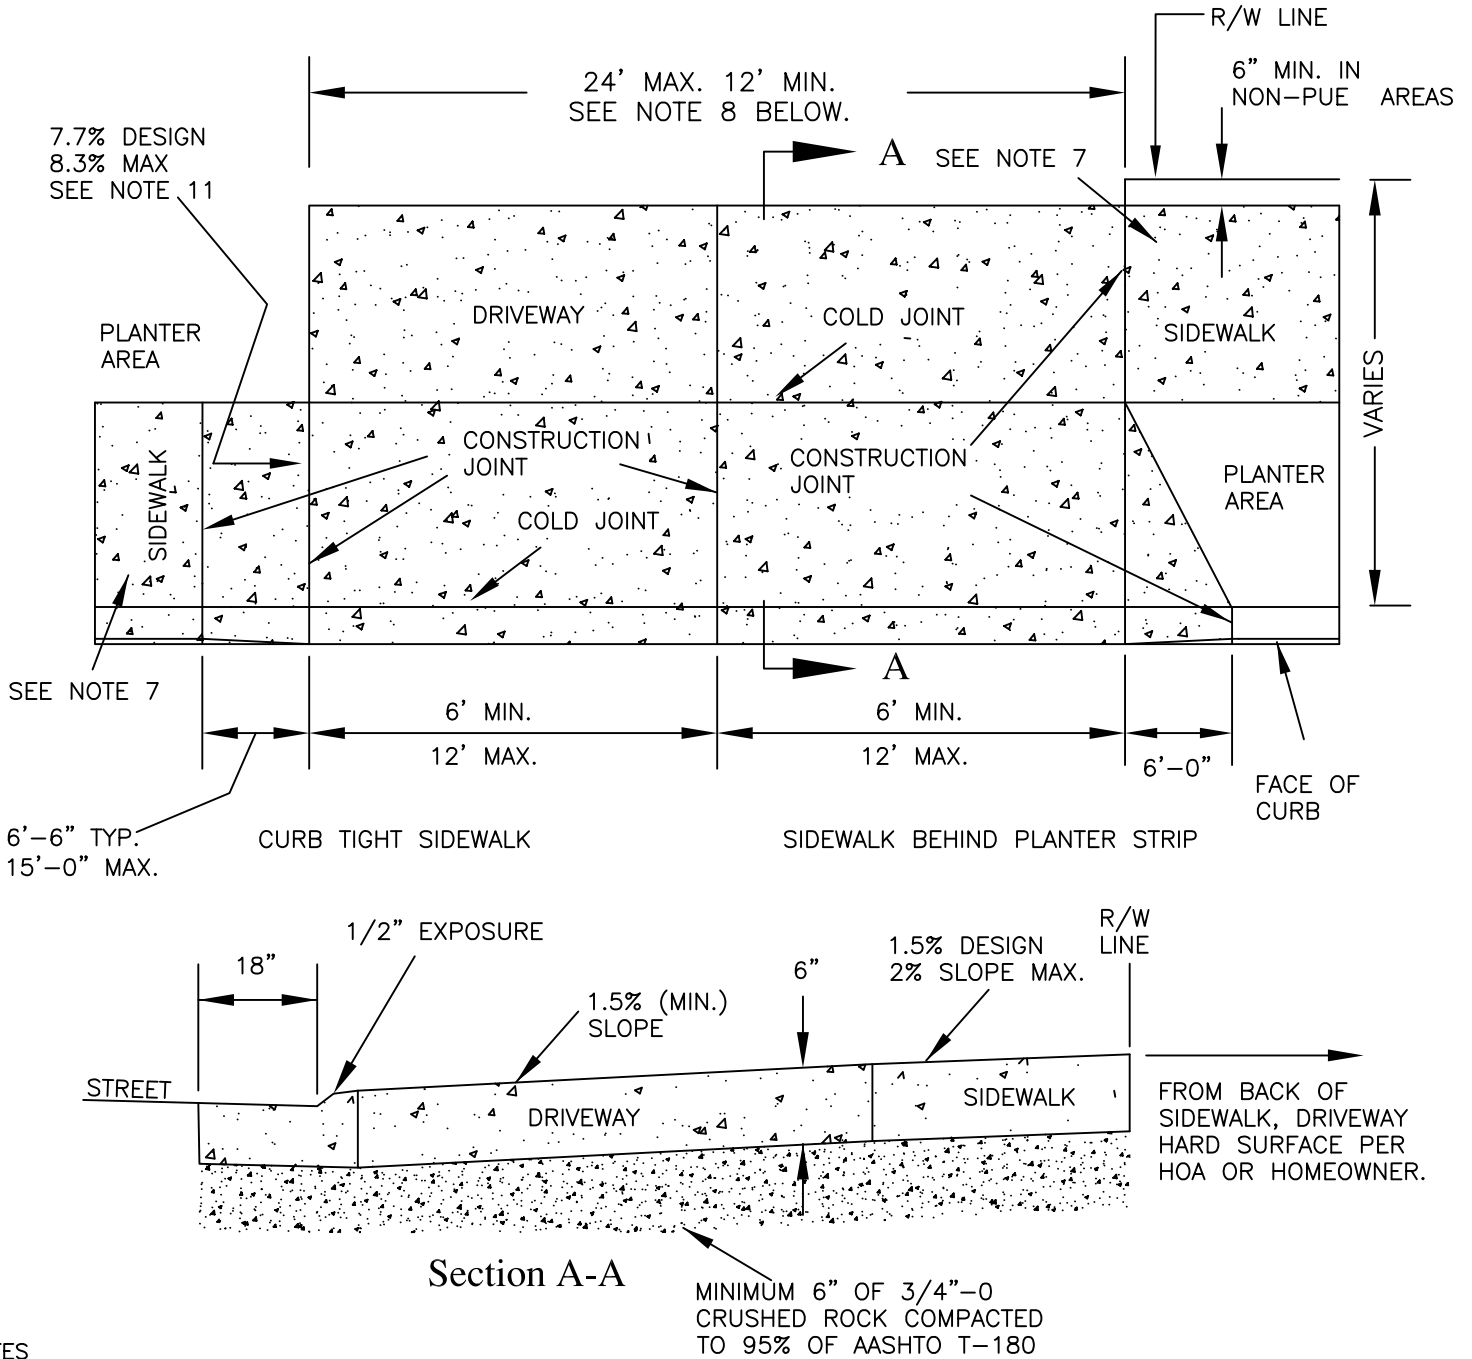 R/W LINE
24' MAX. 12' MIN.
SEE NOTE 8 BELOW.
6" MIN. IN
NON-PUE AREAS
7.7% DESIGN
8.3% MAX
SEE NOTE 11
A
SEE NOTE 7
PLANTER
AREA
DRIVEWAY
COLD JOINT
SIDEWALK
VARIES
SIDEWALK
CONSTRUCTION
JOINT
COLD JOINT
CONSTRUCTION
JOINT
PLANTER
AREA
SEE NOTE 7
A
6' MIN.
12' MAX.
6' MIN.
12' MAX.
6'-0"
FACE OF
CURB
6'-6" TYP.
15'-0" MAX.
CURB TIGHT SIDEWALK
SIDEWALK BEHIND PLANTER STRIP
18"
1/2" EXPOSURE
1.5% (MIN.)
SLOPE
6"
1.5% DESIGN
2% SLOPE MAX.
R/W
LINE
STREET
DRIVEWAY
SIDEWALK
FROM BACK OF
SIDEWALK, DRIVEWAY
HARD SURFACE PER
HOA OR HOMEOWNER.
Section A-A
MINIMUM 6" OF 3/4"-0
CRUSHED ROCK COMPACTED
TO 95% OF AASHTO T-180